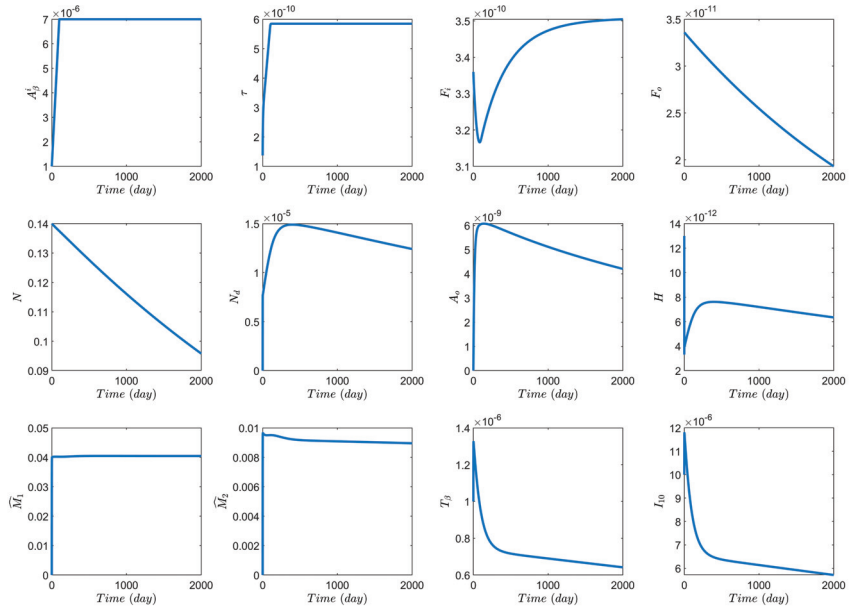 ×10⁻⁶ ×10⁻¹⁰ ×10⁻¹⁰ ×10⁻¹¹
7 6 3.5 3.5
6 5 3.4 3
5 4 3.3 2.5
4 3 3.2 2
3 2 3.1
2 1
1
A_β^i τ F_i F_o
0 1000 2000 0 1000 2000 0 1000 2000 0 1000 2000
Time (day) Time (day) Time (day) Time (day)
×10⁻⁵ ×10⁻⁹ ×10⁻¹²
0.14 1.5 6 14
0.13 1 5 12
0.12 0.5 4 10
0.11 0 3 8
0.1 2 6
0.09 1 4
0 2
N N_d A_o H
0 1000 2000 0 1000 2000 0 1000 2000 0 1000 2000
Time (day) Time (day) Time (day) Time (day)
×10⁻⁶ ×10⁻⁶
0.05 0.01 1.4 12
0.04 0.008 1.2 11
0.03 0.006 1 10
0.02 0.004 0.8 9
0.01 0.002 0.6 8
0 0 7
6
M̂₁ M̂₂ T_β I₁₀
0 1000 2000 0 1000 2000 0 1000 2000 0 1000 2000
Time (day) Time (day) Time (day) Time (day)